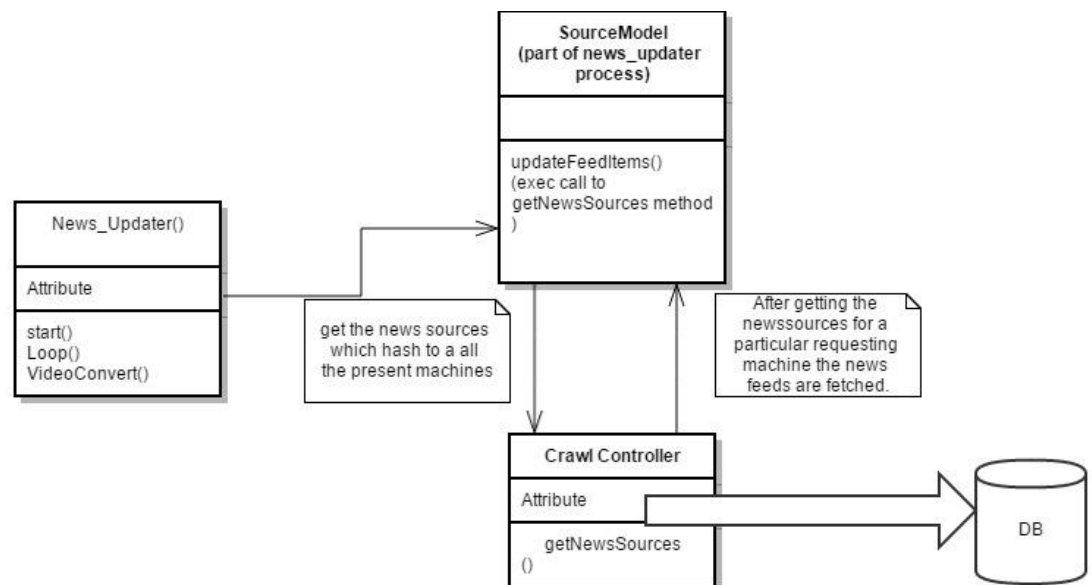 SourceModel
(part of news_updater
process)
updateFeedItems()
(exec call to
getNewsSources method
)
News_Updater()
Attribute
start()
Loop()
VideoConvert()
get the news sources
which hash to a all
the present machines
After getting the
newssources for a
particular requesting
machine the news
feeds are fetched.
Crawl Controller
Attribute
getNewsSources
()
DB